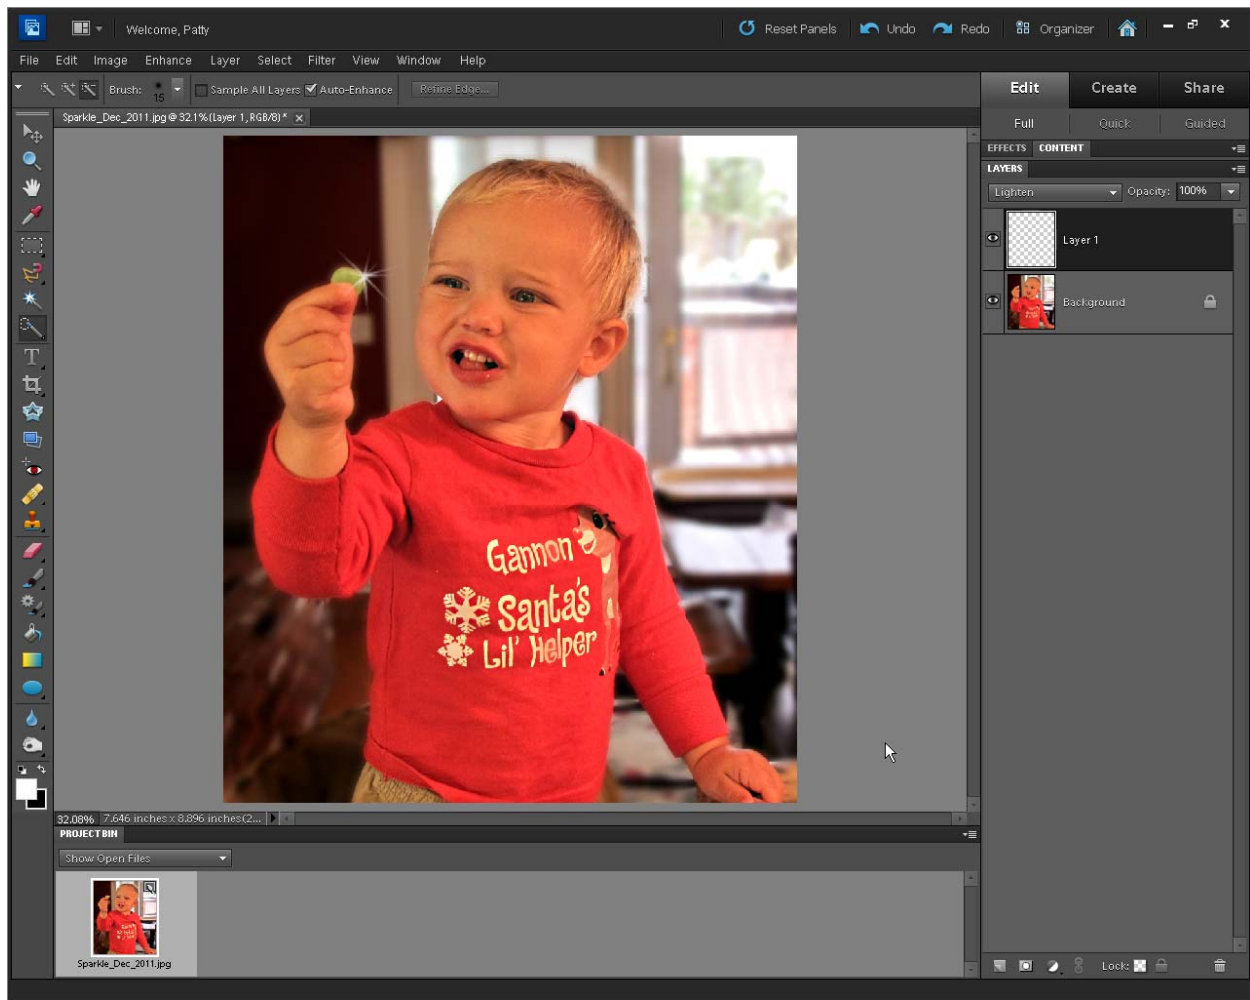 Welcome, Patty
Reset Panels
Undo
Redo
Organizer
File Edit Image Enhance Layer Select Filter View Window Help
Brush: 15
Sample All Layers
Auto-Enhance
Refine Edge...
Edit Create Share
Full Quick Guided
Sparkle_Dec_2011.jpg @ 32.1% (Layer 1, RGB/8) *
EFFECTS CONTENT
LAYERS
Lighten
Opacity: 100%
Layer 1
Background
Gannon
Santa's
Lil' Helper
32.08% 7.646 inches x 8.896 inches (2...
PROJECT BIN
Show Open Files
Sparkle_Dec_2011.jpg
Lock: